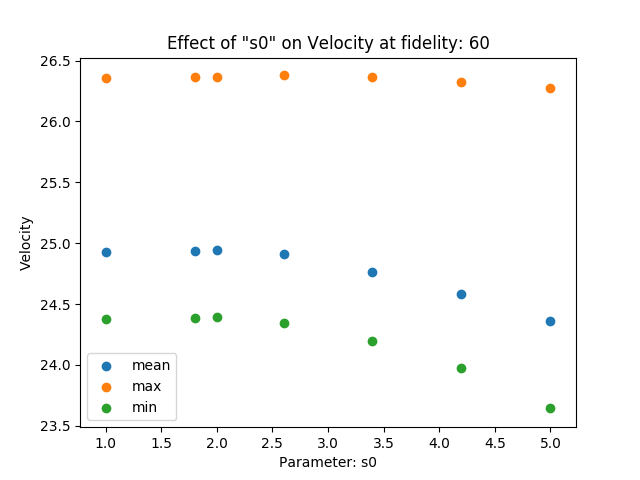 Effect of "s0" on Velocity at fidelity: 60
26.5
26.0
25.5
25.0
24.5
24.0
23.5
Velocity
mean
max
min
1.0 1.5 2.0 2.5 3.0 3.5 4.0 4.5 5.0
Parameter: s0